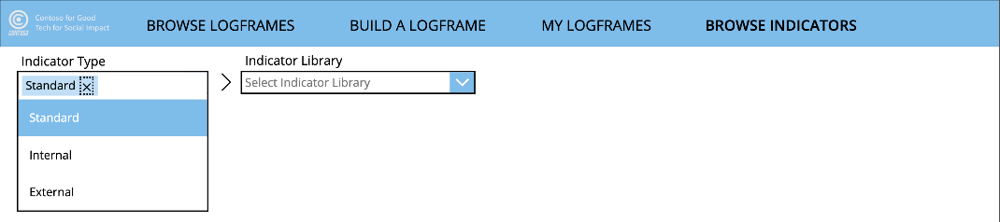 Contoso for Good
Tech for Social Impact
CONTOSO
BROWSE LOGFRAMES
BUILD A LOGFRAME
MY LOGFRAMES
BROWSE INDICATORS
Indicator Type
Indicator Library
Standard
Select Indicator Library
Standard
Internal
External